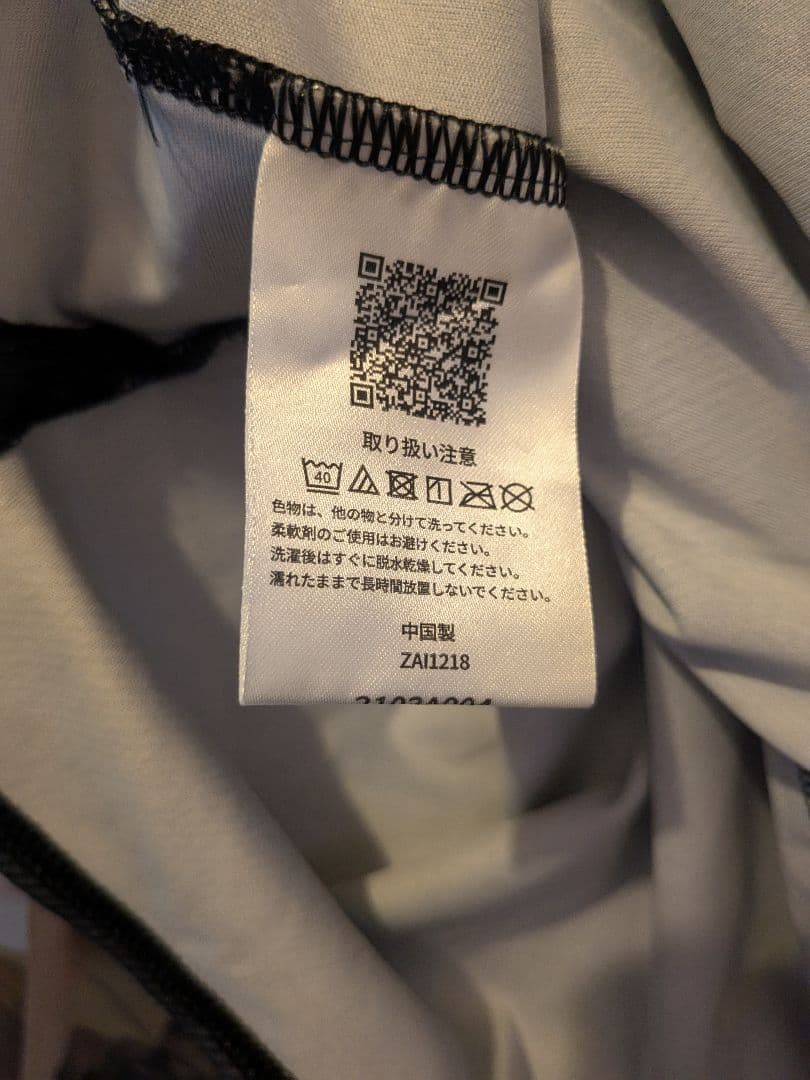 取り扱い注意
40
色物は、他の物と分けて洗ってください。
柔軟剤のご使用はお避けください。
洗濯後はすぐに脱水乾燥してください。
濡れたままで長時間放置しないでください。
中国製
ZAI1218